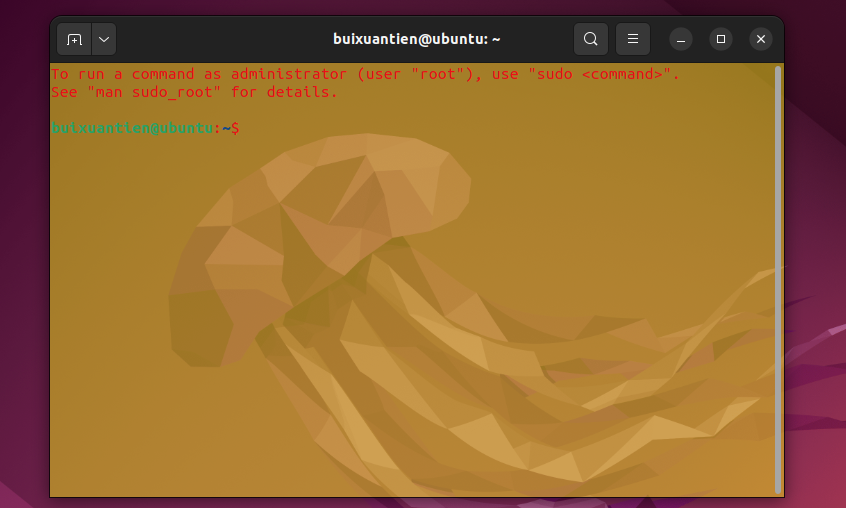 buixuantien@ubuntu: ~
To run a command as administrator (user "root"), use "sudo <command>".
See "man sudo_root" for details.
buixuantien@ubuntu:~$